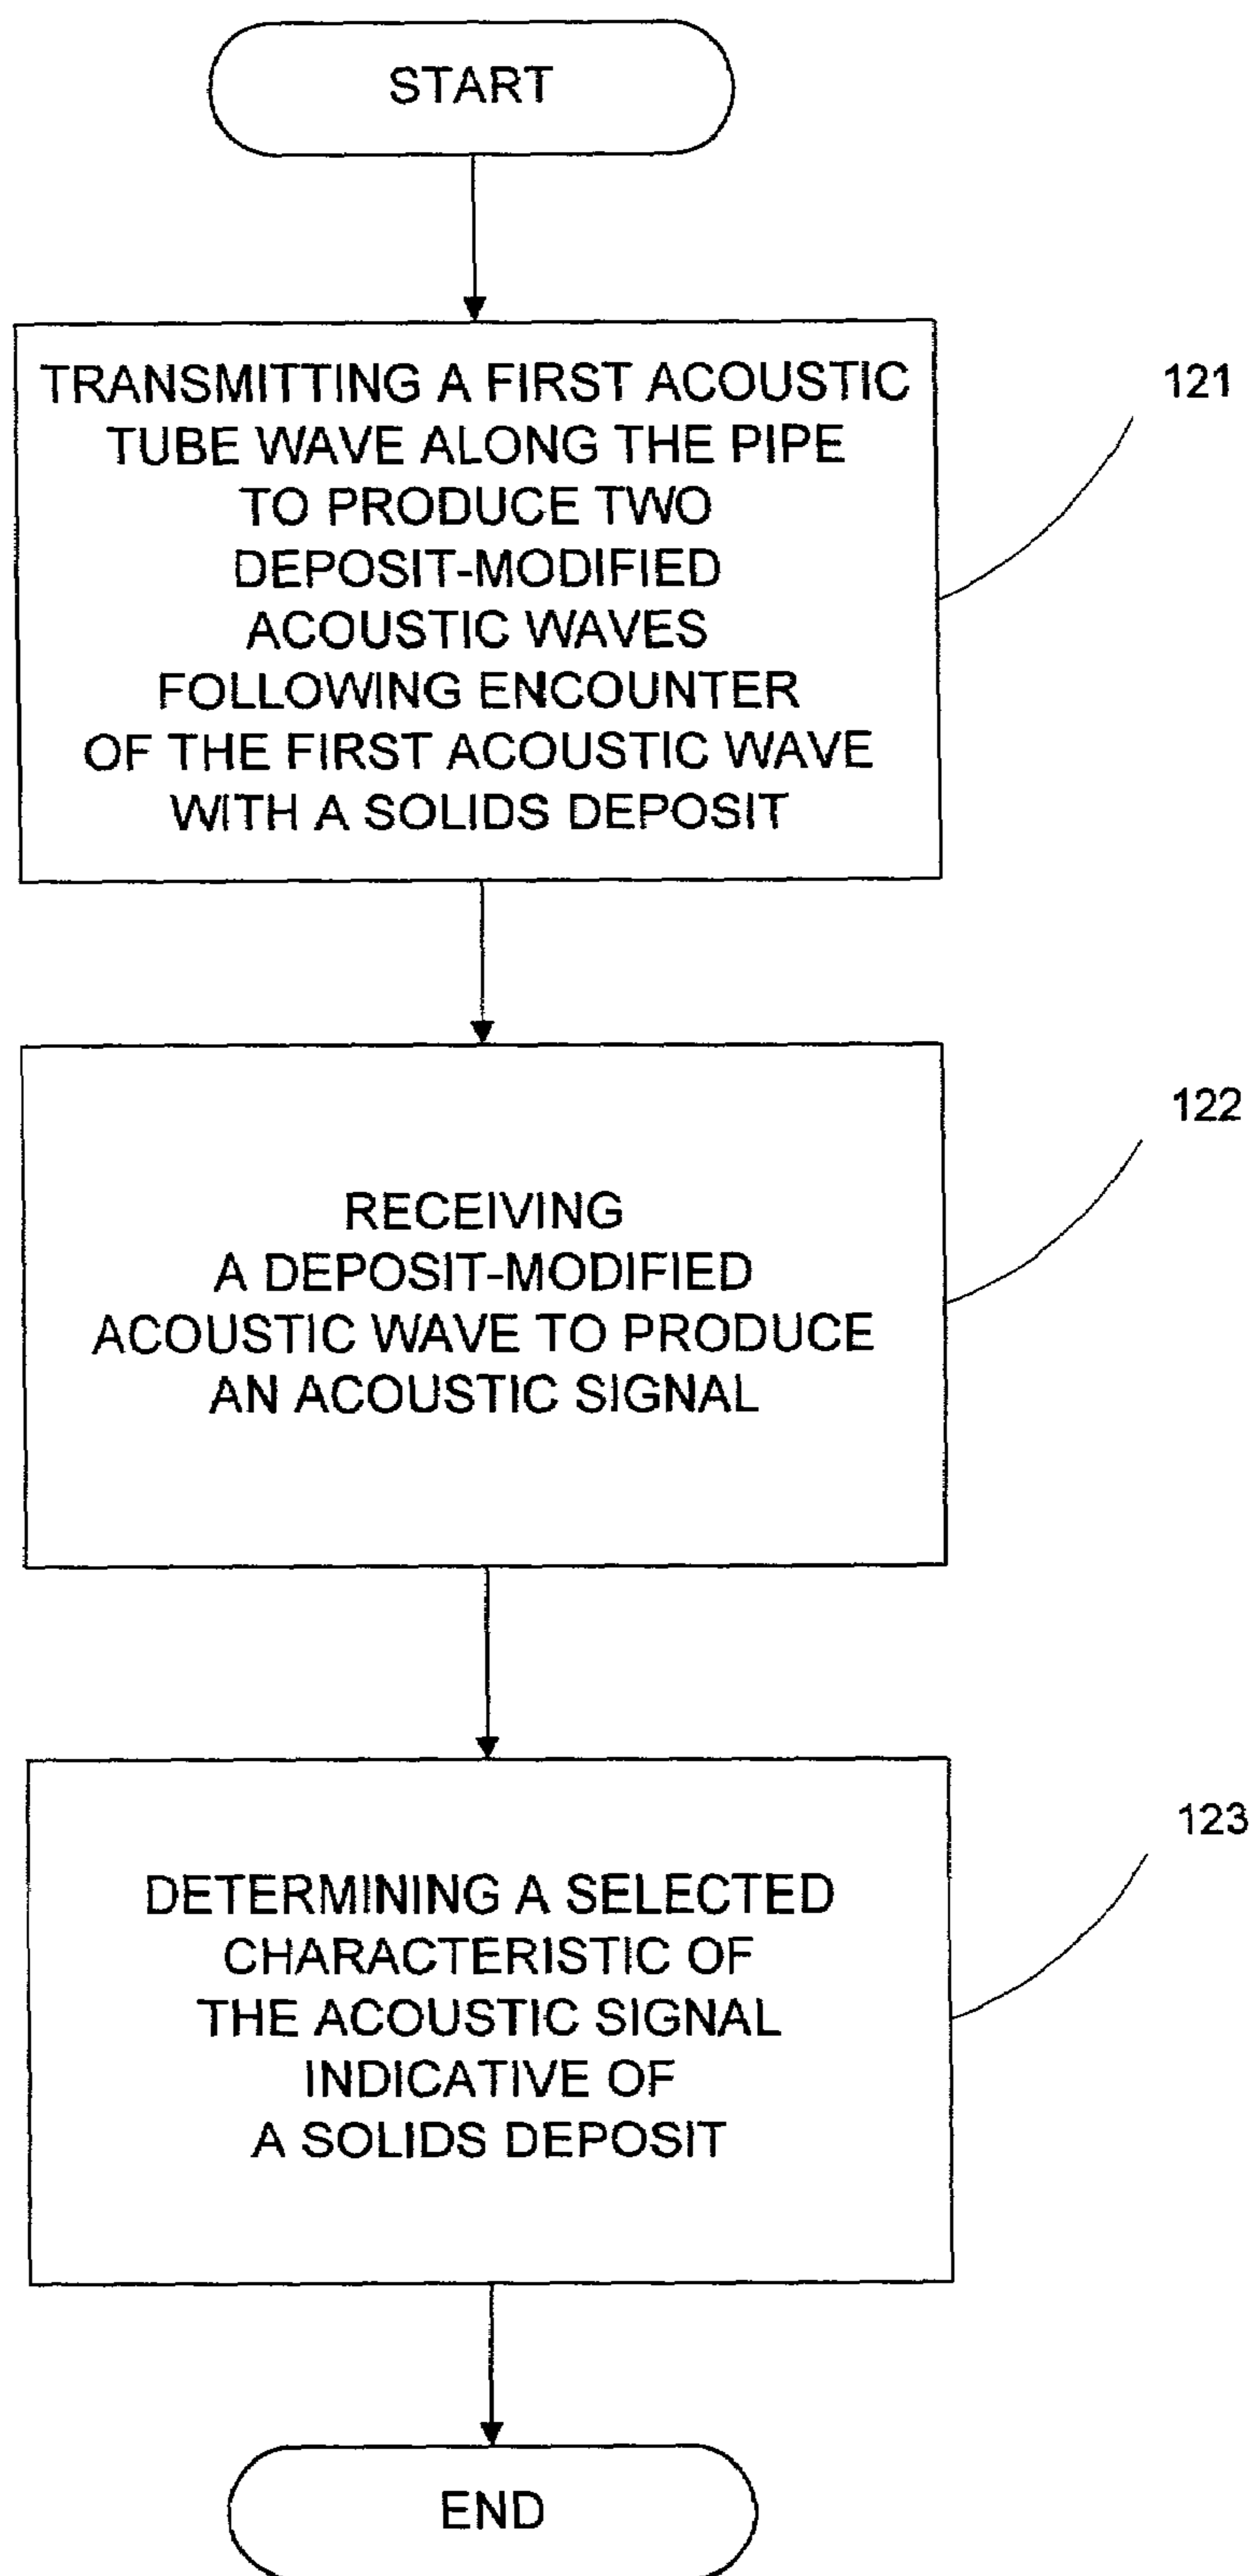 START
TRANSMITTING A FIRST ACOUSTIC
TUBE WAVE ALONG THE PIPE
TO PRODUCE TWO
DEPOSIT-MODIFIED
ACOUSTIC WAVES
FOLLOWING ENCOUNTER
OF THE FIRST ACOUSTIC WAVE
WITH A SOLIDS DEPOSIT
121
RECEIVING
A DEPOSIT-MODIFIED
ACOUSTIC WAVE TO PRODUCE
AN ACOUSTIC SIGNAL
122
DETERMINING A SELECTED
CHARACTERISTIC OF
THE ACOUSTIC SIGNAL
INDICATIVE OF
A SOLIDS DEPOSIT
123
END